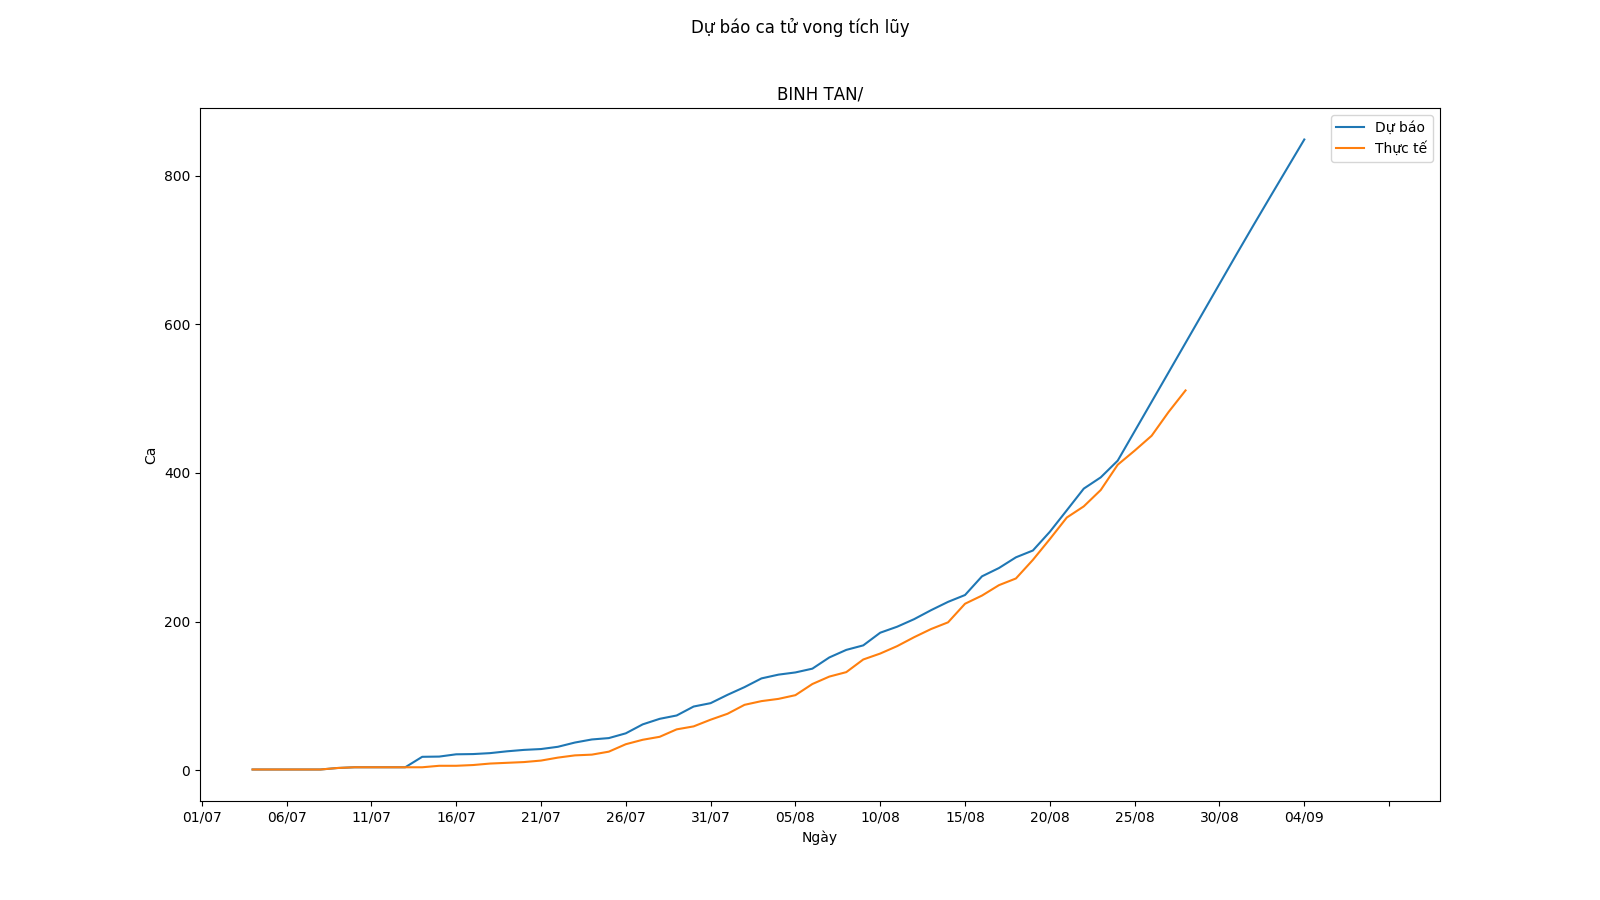 Dự báo ca tử vong tích lũy
BINH TAN/
Dự báo
Thực tế
800
600
400
200
0
Ca
01/07 06/07 11/07 16/07 21/07 26/07 31/07 05/08 10/08 15/08 20/08 25/08 30/08 04/09
Ngày